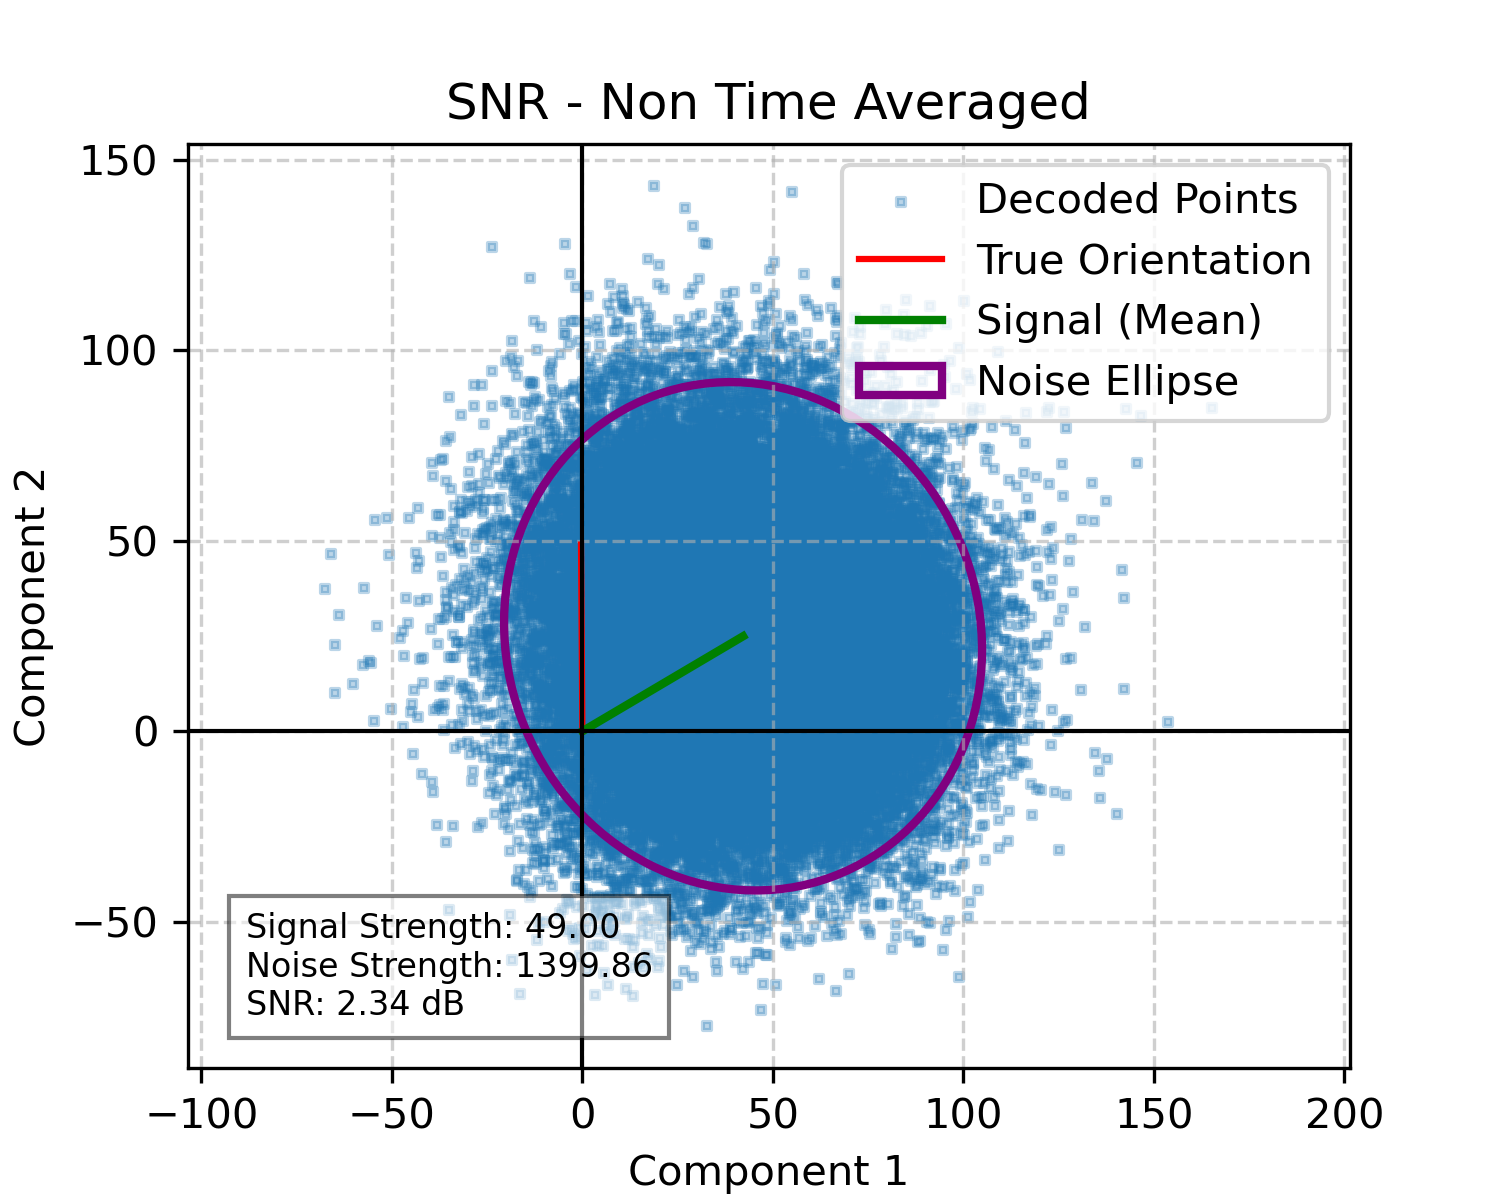 SNR - Non Time Averaged
150
100
50
0
−50
Component 2
Decoded Points
True Orientation
Signal (Mean)
Noise Ellipse
Signal Strength: 49.00
Noise Strength: 1399.86
SNR: 2.34 dB
−100
−50
0
50
100
150
200
Component 1